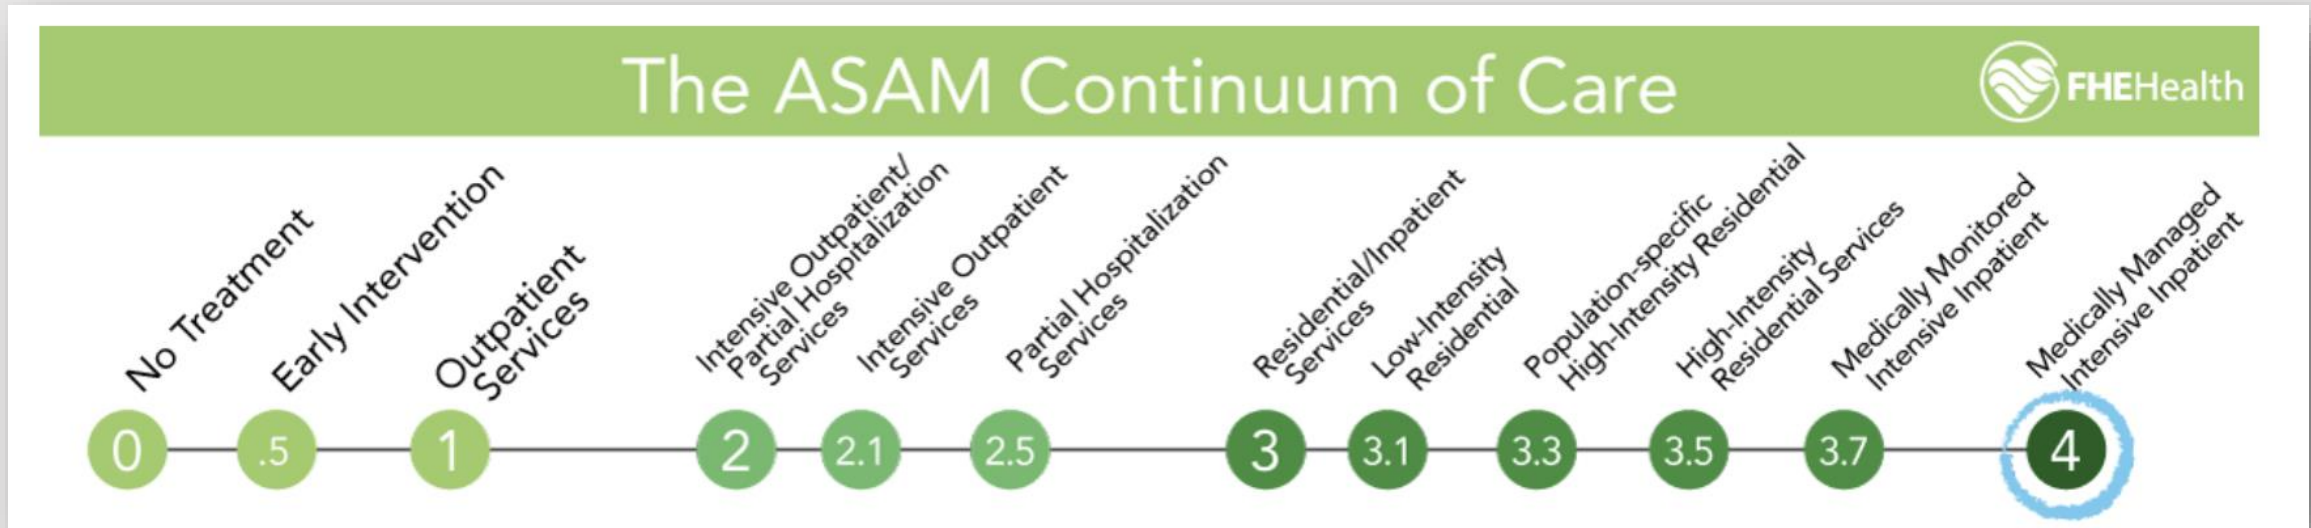 The ASAM Continuum of Care
FHEHealth
No Treatment
Early Intervention
Outpatient
Services
Intensive Outpatient/
Partial Hospitalization
Services
Intensive Outpatient
Services
Partial Hospitalization
Services
Residential/Inpatient
Services
Low-Intensity
Residential
Population-specific
High-Intensity Residential
High-Intensity
Residential Services
Medically Monitored
Intensive Inpatient
Medically Managed
Intensive Inpatient
0
.5
1
2
2.1
2.5
3
3.1
3.3
3.5
3.7
4